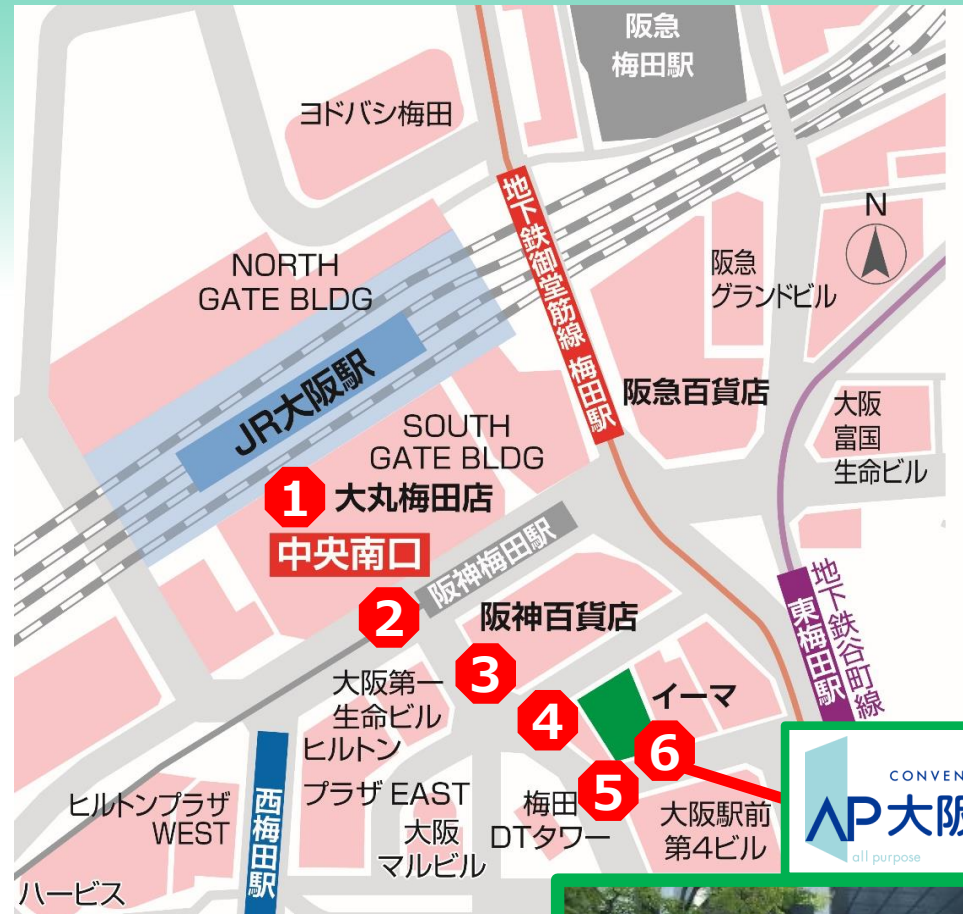 阪急
梅田駅
ヨドバシ梅田
地下鉄御堂筋線 梅田駅
N
NORTH
GATE BLDG
阪急
グランドビル
JR大阪駅
阪急百貨店
SOUTH
GATE BLDG
大阪
富国
生命ビル
1
大丸梅田店
中央南口
阪神梅田駅
2
阪神百貨店
地下鉄谷町線
東梅田駅
3
大阪第一
生命ビル
イーマ
4
ヒルトン
プラザ EAST
6
5
ヒルトンプラザ
WEST
西梅田駅
大阪
マルビル
梅田
DTタワー
大阪駅前
第4ビル
CONVEN
AP大阪
all purpose
ハービス